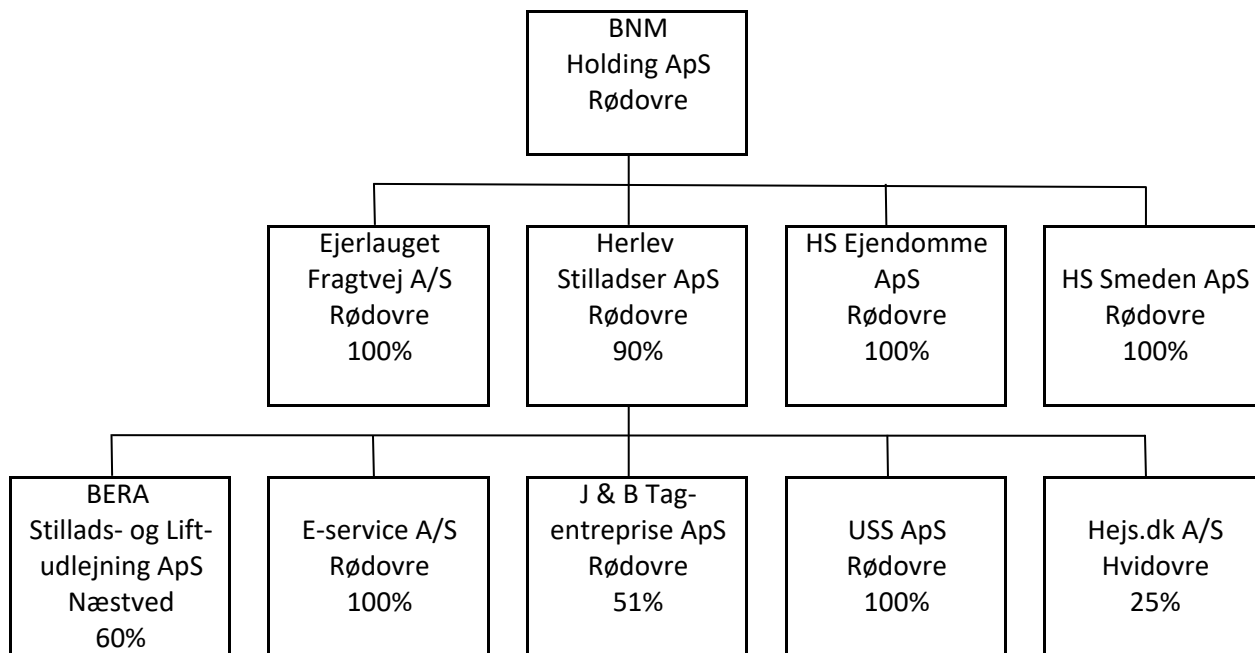 BNM
Holding ApS
Rødovre
Ejerlauget
Fragtvej A/S
Rødovre
100%
Herlev
Stilladser ApS
Rødovre
90%
HS Ejendomme
ApS
Rødovre
100%
HS Smeden ApS
Rødovre
100%
BERA
Stillads- og Lift-
udlejning ApS
Næstved
60%
E-service A/S
Rødovre
100%
J & B Tag-
entreprise ApS
Rødovre
51%
USS ApS
Rødovre
100%
Hejs.dk A/S
Hvidovre
25%